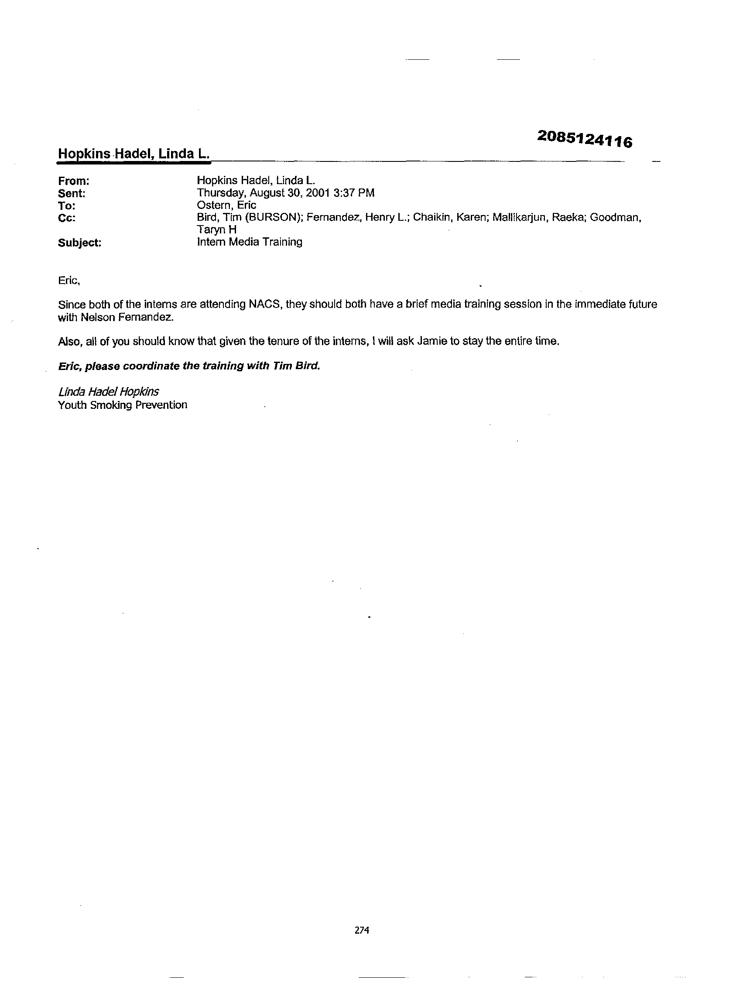 2085124116
Hopkins Hadel, Linda L.
From: Hopkins Hadel, Linda L.
Sent: Thursday, August 30, 2001 3:37 PM
To: Ostern, Eric
Cc: Bird, Tim (BURSON); Fernandez, Henry L.; Chaikin, Karen; Mallikarjun, Raeka; Goodman,
Taryn H
Subject: Intern Media Training
Eric,
Since both of the interns are attending NACS, they should both have a brief media training session in the immediate future
with Nelson Fernandez.
Also, all of you should know that given the tenure of the interns, I will ask Jamie to stay the entire time.
Eric, please coordinate the training with Tim Bird.
Linda Hadel Hopkins
Youth Smoking Prevention
274